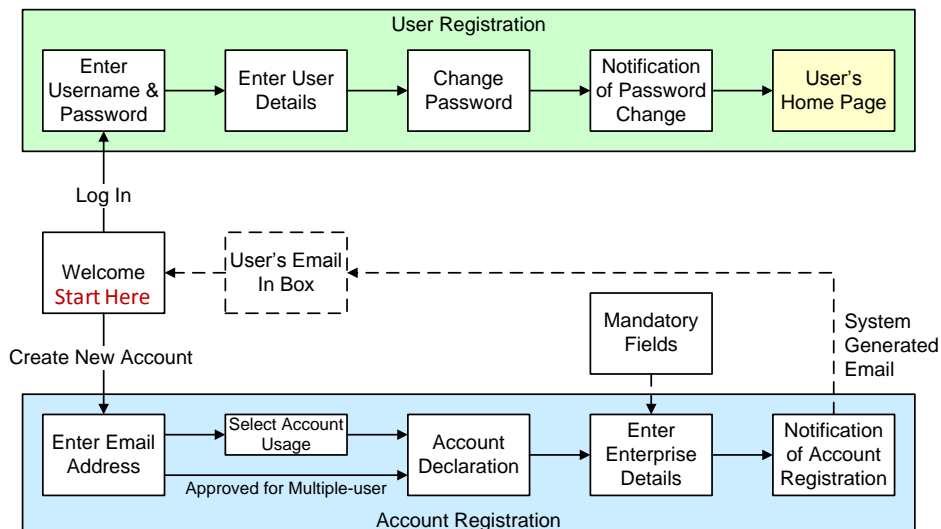 User Registration
Enter
Username &
Password
Enter User
Details
Change
Password
Notification
of Password
Change
User's
Home Page
Log In
Welcome
Start Here
User's Email
In Box
Mandatory
Fields
System
Generated
Email
Create New Account
Enter Email
Address
Select Account
Usage
Approved for Multiple-user
Account
Declaration
Enter
Enterprise
Details
Notification
of Account
Registration
Account Registration